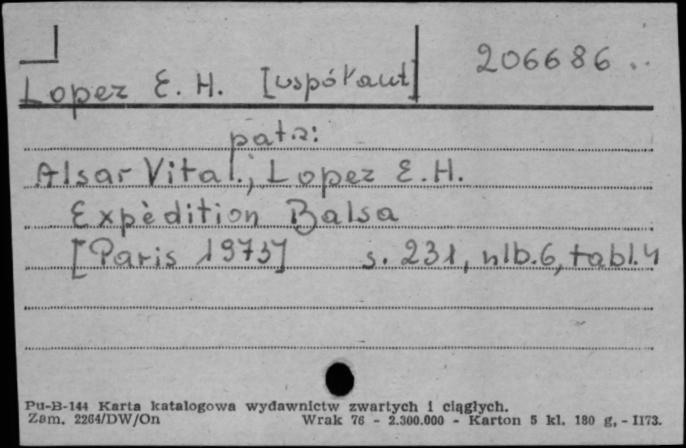 206686
Lopez E. H. [współaut]
patrz:
Alsar Vital., Lopez E.H.
Expèdition Balsa
[Paris 1973] s. 231, nlb.6, tabl.4
Pu-B-144 Karta katalogowa wydawnictw zwartych i ciągłych.
Zam. 2264/DW/On Wrak 76 - 2.300.000 - Karton 5 kl. 180 g, - II73.